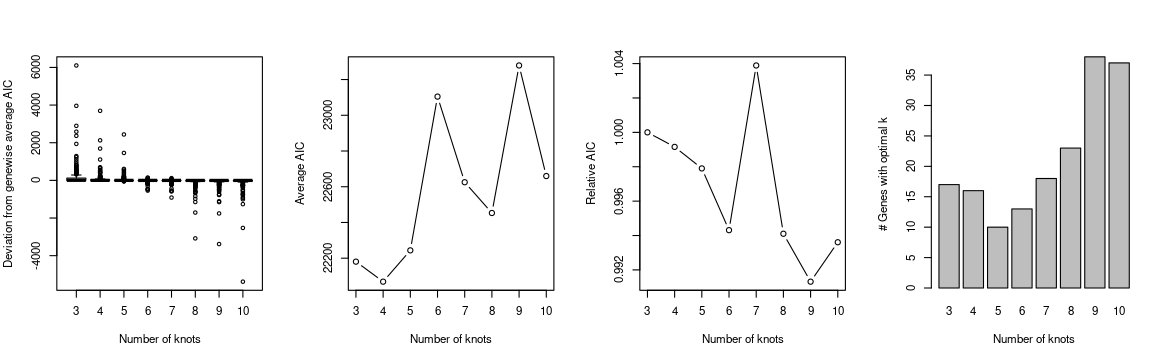 Deviation from genewise average AIC
6000
4000
2000
0
-4000
3 4 5 6 7 8 9 10
Number of knots
Average AIC
23000
22600
22200
3 4 5 6 7 8 9 10
Number of knots
Relative AIC
1.004
1.000
0.996
0.992
3 4 5 6 7 8 9 10
Number of knots
# Genes with optimal k
35
30
25
20
15
10
5
0
3 4 5 6 7 8 9 10
Number of knots